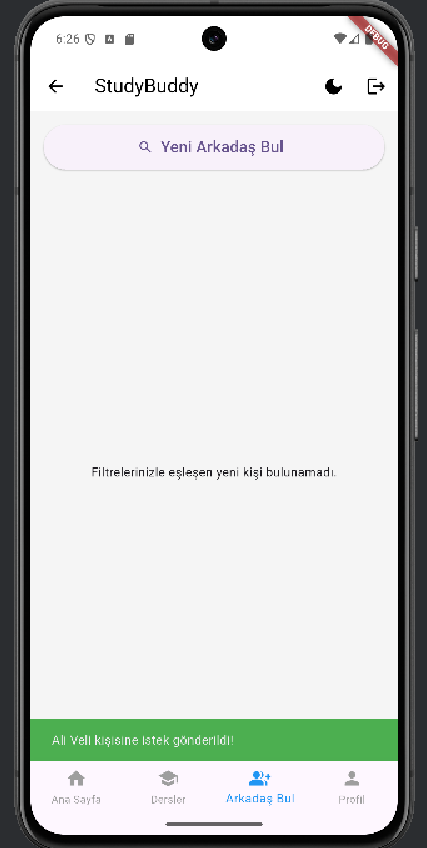 6:26
DEBUG
StudyBuddy
Yeni Arkadaş Bul
Filtrelerinizle eşleşen yeni kişi bulunamadı.
Ali Veli kişisine istek gönderildi!
Ana Sayfa
Dersler
Arkadaş Bul
Profil